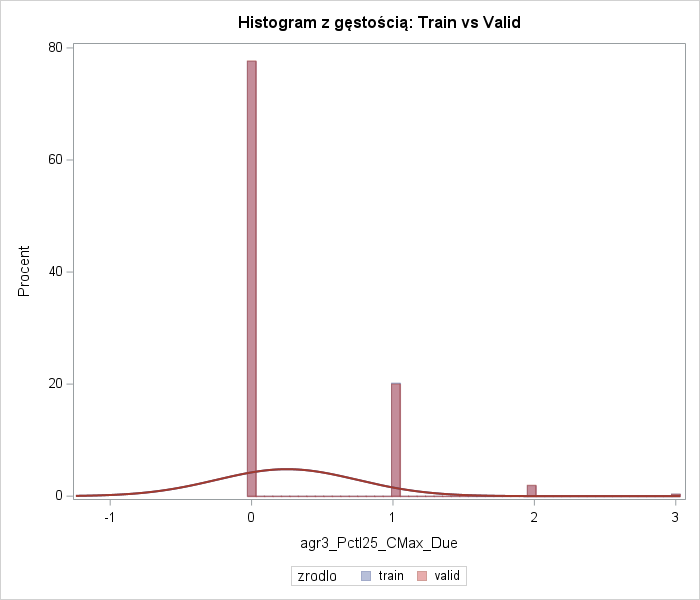 Histogram z gęstością: Train vs Valid
80
60
40
20
0
Procent
-1 0 1 2 3
agr3_Pctl25_CMax_Due
zrodlo train valid